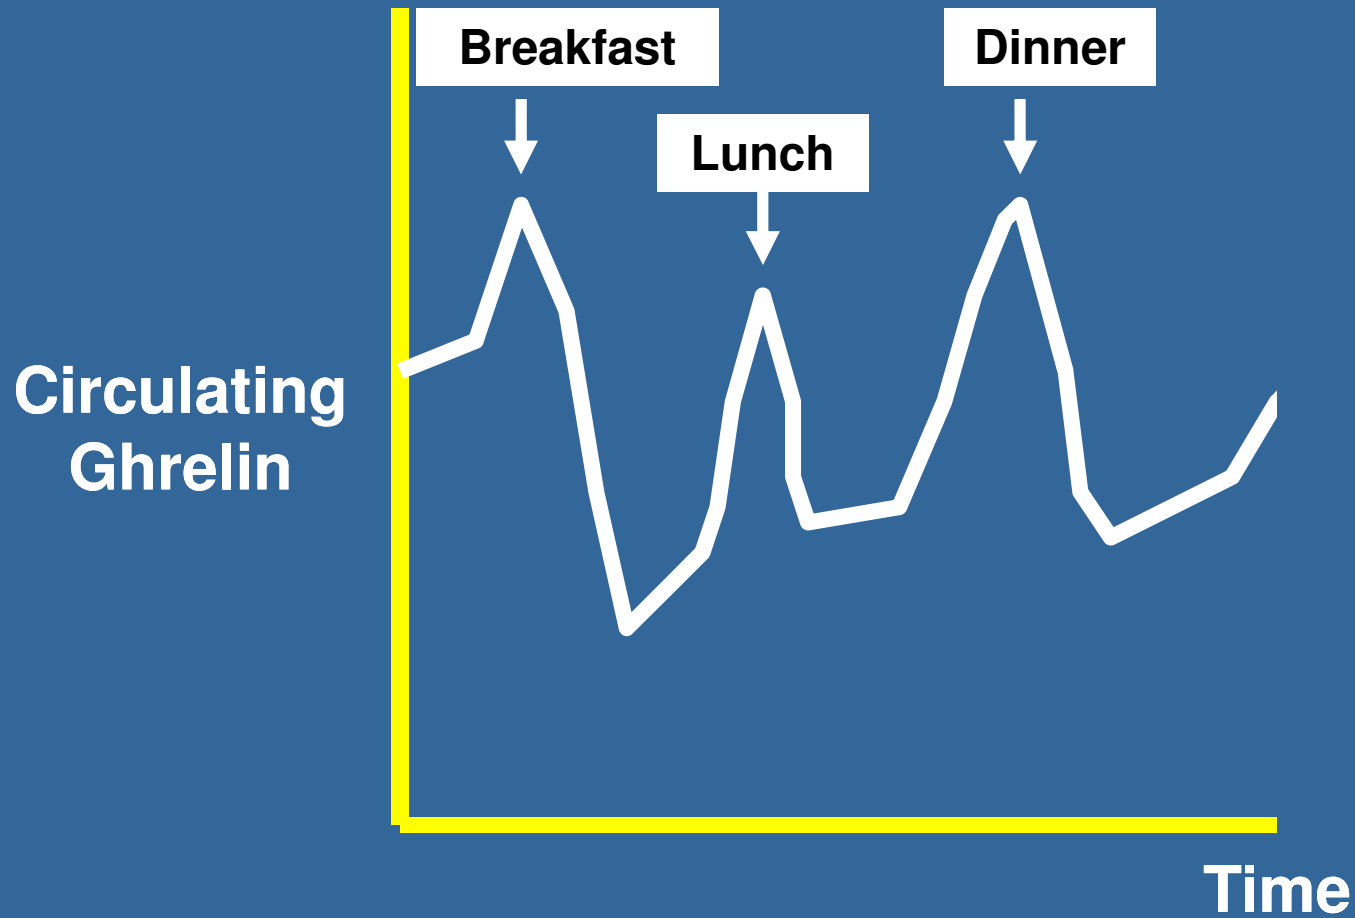 Breakfast
Dinner
Lunch
Circulating
Ghrelin
Time